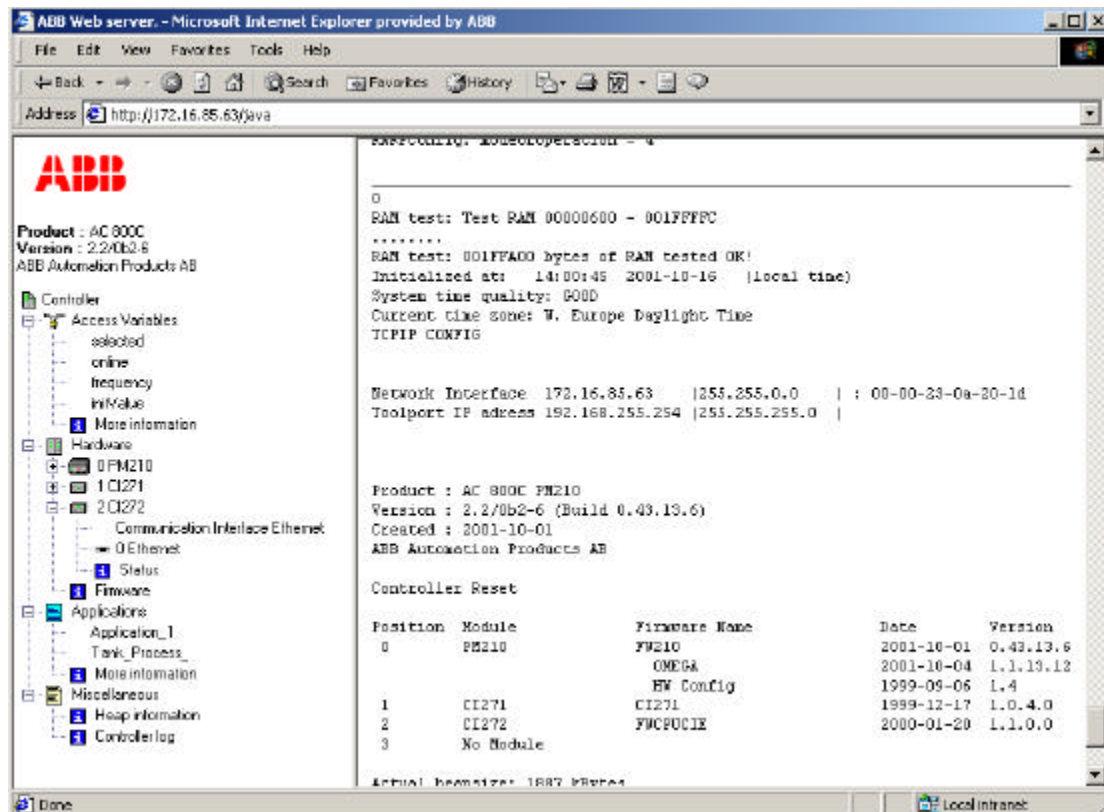 ABB Web server. - Microsoft Internet Explorer provided by ABB
File Edit View Favorites Tools Help
Back Search Favorites History
Address http://172.16.85.63/java
ABB
Product : AC 800C
Version : 2.2/0b2-6
ABB Automation Products AB
Controller
Access Variables
selected
online
frequency
initValue
More information
Hardware
0 PM210
1 CI271
2 CI272
Communication Interface Ethernet
0 Ethernet
Status
Firmware
Applications
Application_1
Tank_Process_
More information
Miscellaneous
Heap information
Controller log
0
RAM test: Test RAM 00000600 - 001FFFFC
........
RAM test: 001FFA00 bytes of RAM tested OK!
Initialized at: 14:00:45 2001-10-16 (local time)
System time quality: GOOD
Current time zone: W. Europe Daylight Time
TCPIP CONFIG
Network Interface 172.16.85.63 |255.255.0.0 | : 00-00-23-0a-20-1d
Toolport IP adress 192.168.255.254 |255.255.255.0 |
Product : AC 800C PM210
Version : 2.2/0b2-6 (Build 0.43.13.6)
Created : 2001-10-01
ABB Automation Products AB
Controller Reset
Position Module Firmware Name Date Version
0 PM210 FW210 2001-10-01 0.43.13.6
OMEGA 2001-10-04 1.1.13.12
HW Config 1999-09-06 1.4
1 CI271 CI271 1999-12-17 1.0.4.0
2 CI272 FWCPUCIE 2000-01-20 1.1.0.0
3 No Module
Actual heapsize: 1887 kBytes
Done Local intranet